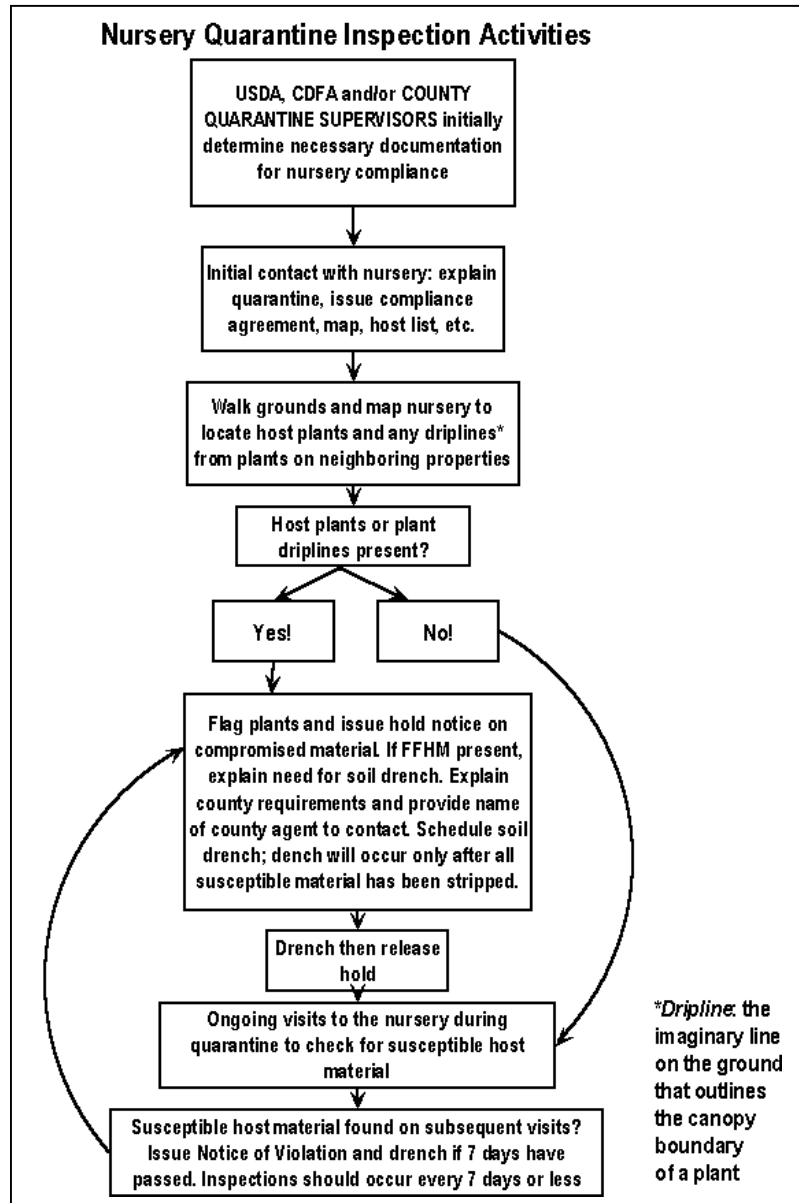 Nursery Quarantine Inspection Activities
USDA, CDFA and/or COUNTY
QUARANTINE SUPERVISORS initially
determine necessary documentation
for nursery compliance
Initial contact with nursery: explain
quarantine, issue compliance
agreement, map, host list, etc.
Walk grounds and map nursery to
locate host plants and any driplines*
from plants on neighboring properties
Host plants or plant
driplines present?
Yes!
No!
Flag plants and issue hold notice on
compromised material. If FFHM present,
explain need for soil drench. Explain
county requirements and provide name
of county agent to contact. Schedule soil
drench; dench will occur only after all
susceptible material has been stripped.
Drench then release
hold
Ongoing visits to the nursery during
quarantine to check for susceptible host
material
Susceptible host material found on subsequent visits?
Issue Notice of Violation and drench if 7 days have
passed. Inspections should occur every 7 days or less
*Dripline: the
imaginary line
on the ground
that outlines
the canopy
boundary
of a plant